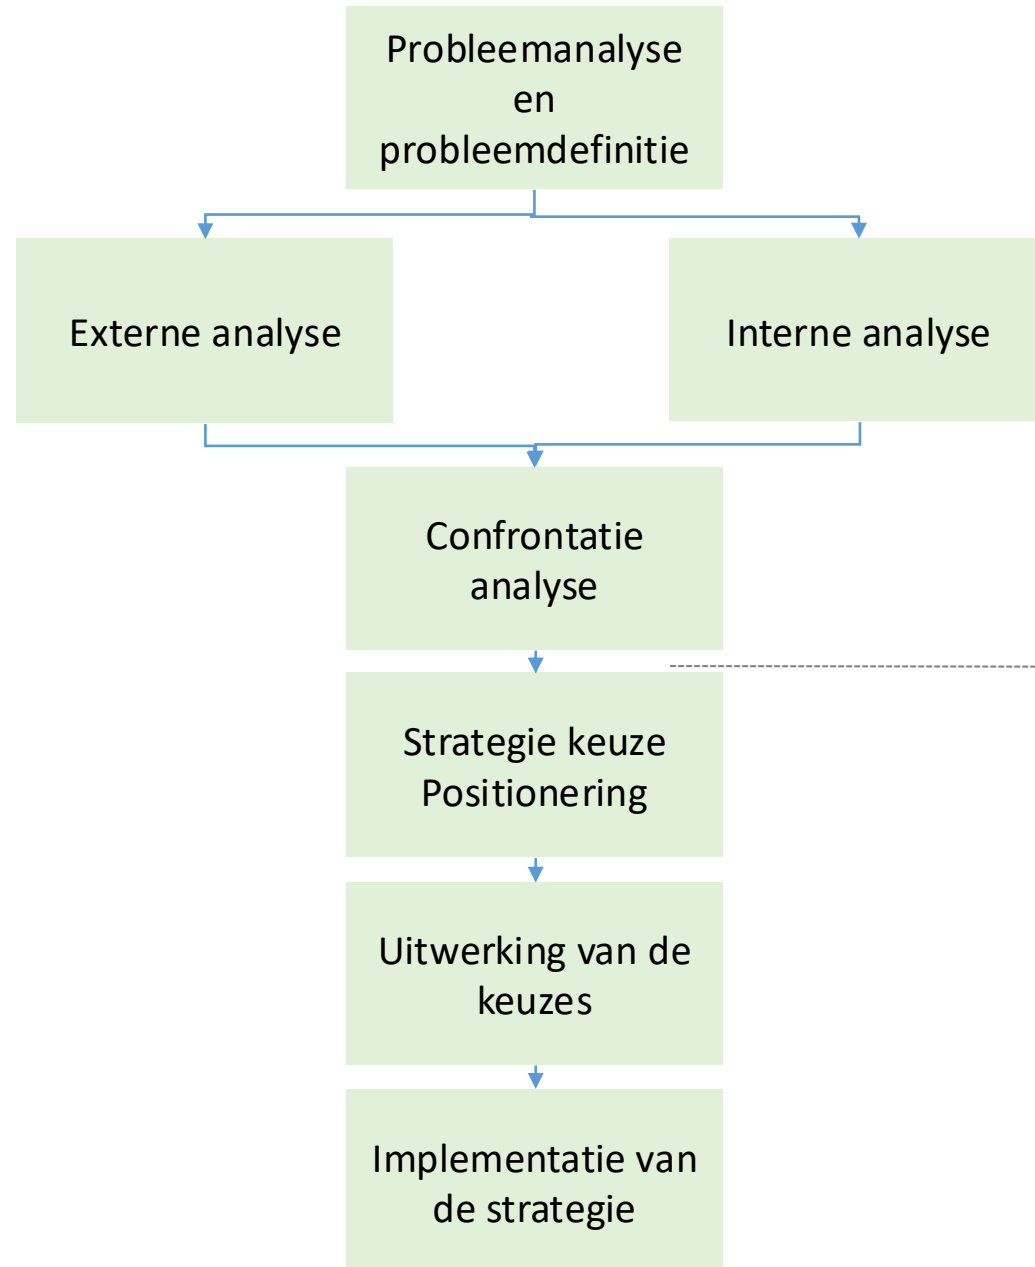 Probleemanalyse
en
probleemdefinitie
Externe analyse
Interne analyse
Confrontatie
analyse
Strategie keuze
Positionering
Uitwerking van de
keuzes
Implementatie van
de strategie